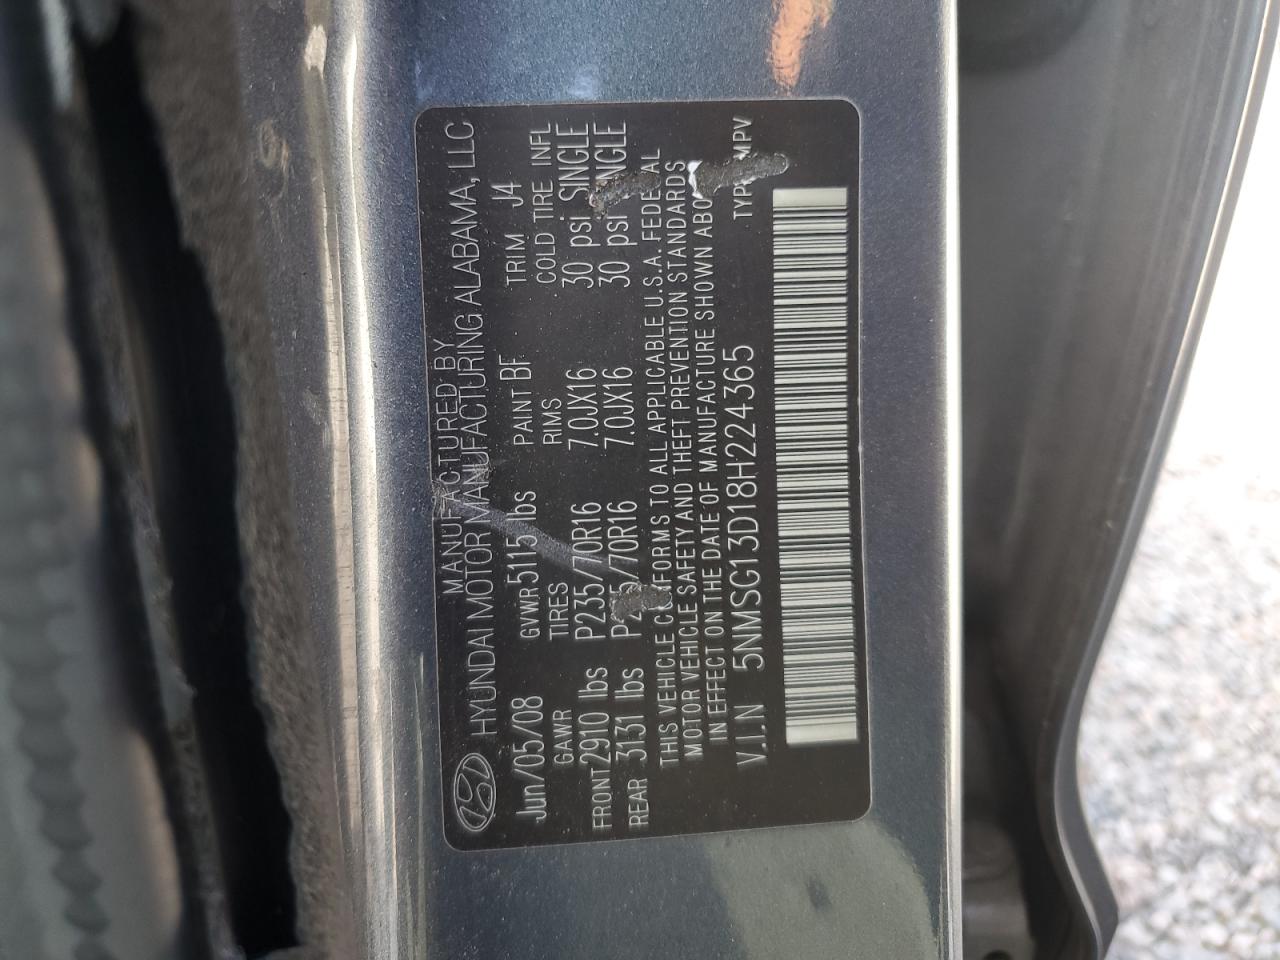 MANUFACTURED BY
HYUNDAI MOTOR MANUFACTURING ALABAMA, LLC
Jun/05/08 GVWR 5115 lbs PAINT BF TRIM J4
GAWR TIRES RIMS COLD TIRE INFL
FRONT 2910 lbs P235/70R16 7.0JX16 30 psi SINGLE
REAR 3131 lbs 70R16 7.0JX16 30 psi
THIS VEHICLE TO ALL APPLICABLE U.S.A.
MOTOR VEHICLE SAFETY AND THEFT PREVENTION STANDARDS
IN EFFECT ON THE DATE OF MANUFACTURE SHOWN
V.I.N 5NMSG13D18H224365 MPV